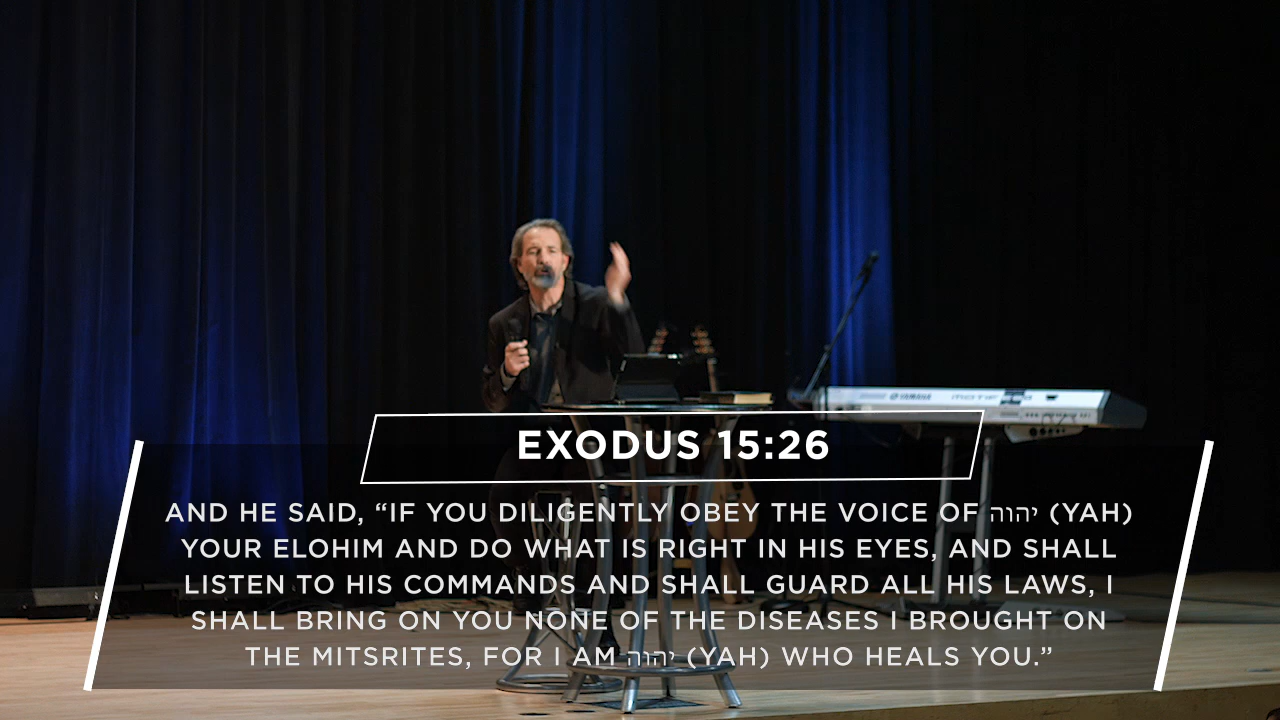 YAMAHA
EXODUS 15:26
AND HE SAID, “IF YOU DILIGENTLY OBEY THE VOICE OF יהוה (YAH)
YOUR ELOHIM AND DO WHAT IS RIGHT IN HIS EYES, AND SHALL
LISTEN TO HIS COMMANDS AND SHALL GUARD ALL HIS LAWS, I
SHALL BRING ON YOU NONE OF THE DISEASES I BROUGHT ON
THE MITSRITES, FOR I AM יהוה (YAH) WHO HEALS YOU.”